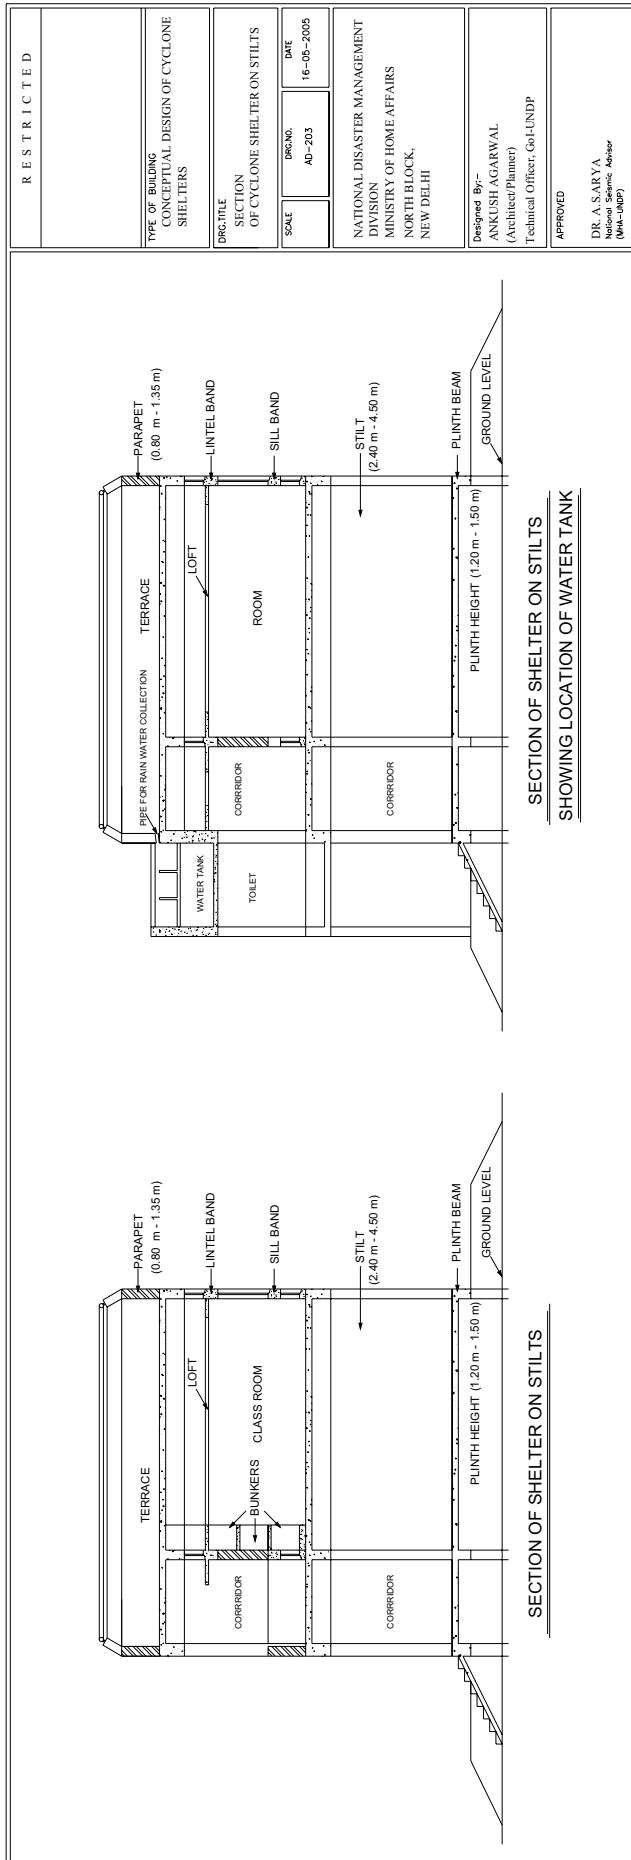 TERRACE
PARAPET
(0.80 m - 1.35 m)
LOFT
LINTEL BAND
BUNKERS
CLASS ROOM
CORRRIDOR
SILL BAND
STILT
(2.40 m - 4.50 m)
CORRRIDOR
PLINTH BEAM
PLINTH HEIGHT (1.20 m - 1.50 m)
GROUND LEVEL
SECTION OF SHELTER ON STILTS
PIPE FOR RAIN WATER COLLECTION
TERRACE
PARAPET
(0.80 m - 1.35 m)
WATER TANK
LOFT
LINTEL BAND
TOILET
CORRRIDOR
ROOM
SILL BAND
STILT
(2.40 m - 4.50 m)
CORRRIDOR
PLINTH BEAM
PLINTH HEIGHT (1.20 m - 1.50 m)
GROUND LEVEL
SECTION OF SHELTER ON STILTS
SHOWING LOCATION OF WATER TANK
RESTRICTED
TYPE OF BUILDING
CONCEPTUAL DESIGN OF CYCLONE
SHELTERS
DRG.TITLE
SECTION
OF CYCLONE SHELTER ON STILTS
SCALE
DRG.NO.
AD-203
DATE
16-05-2005
NATIONAL DISASTER MANAGEMENT
DIVISION
MINISTRY OF HOME AFFAIRS
NORTH BLOCK,
NEW DELHI
Designed By:-
ANKUSH AGARWAL
(Architect/Planner)
Technical Officer, GoI-UNDP
APPROVED
DR. A.S.ARYA
National Seismic Advisor
(MHA-UNDP)